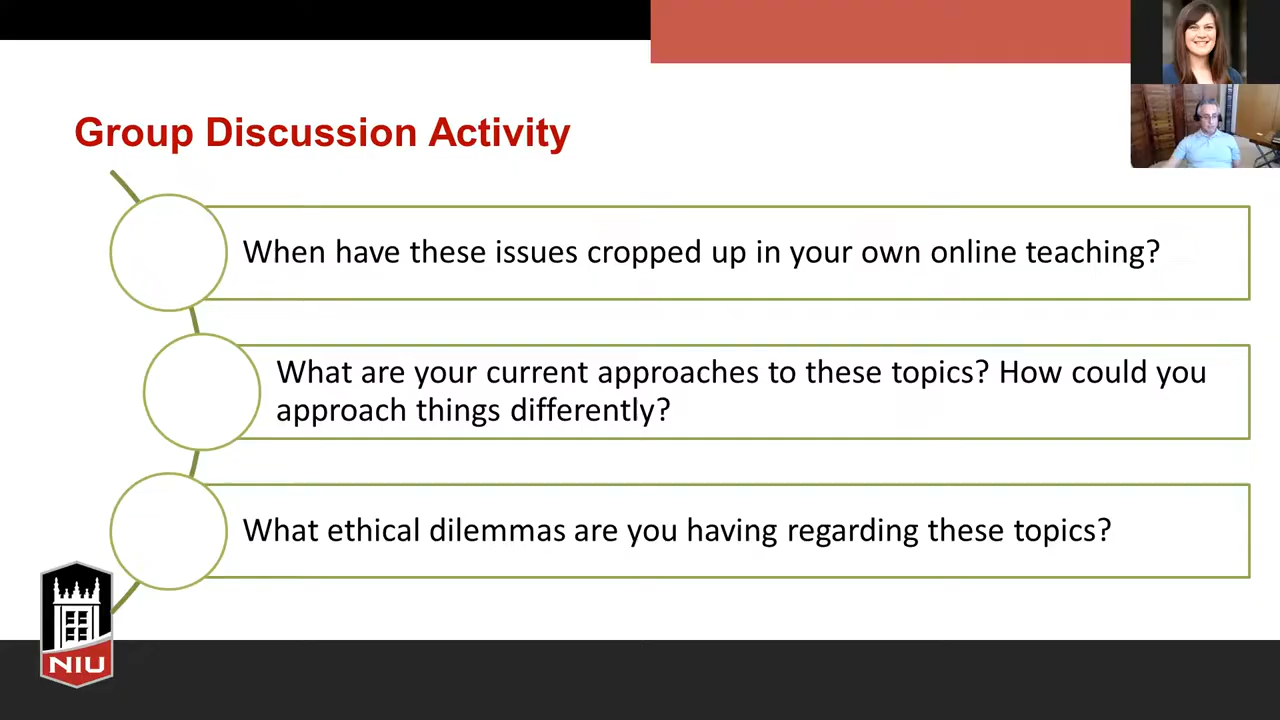 Group Discussion Activity
When have these issues cropped up in your own online teaching?
What are your current approaches to these topics? How could you
approach things differently?
What ethical dilemmas are you having regarding these topics?
NIU